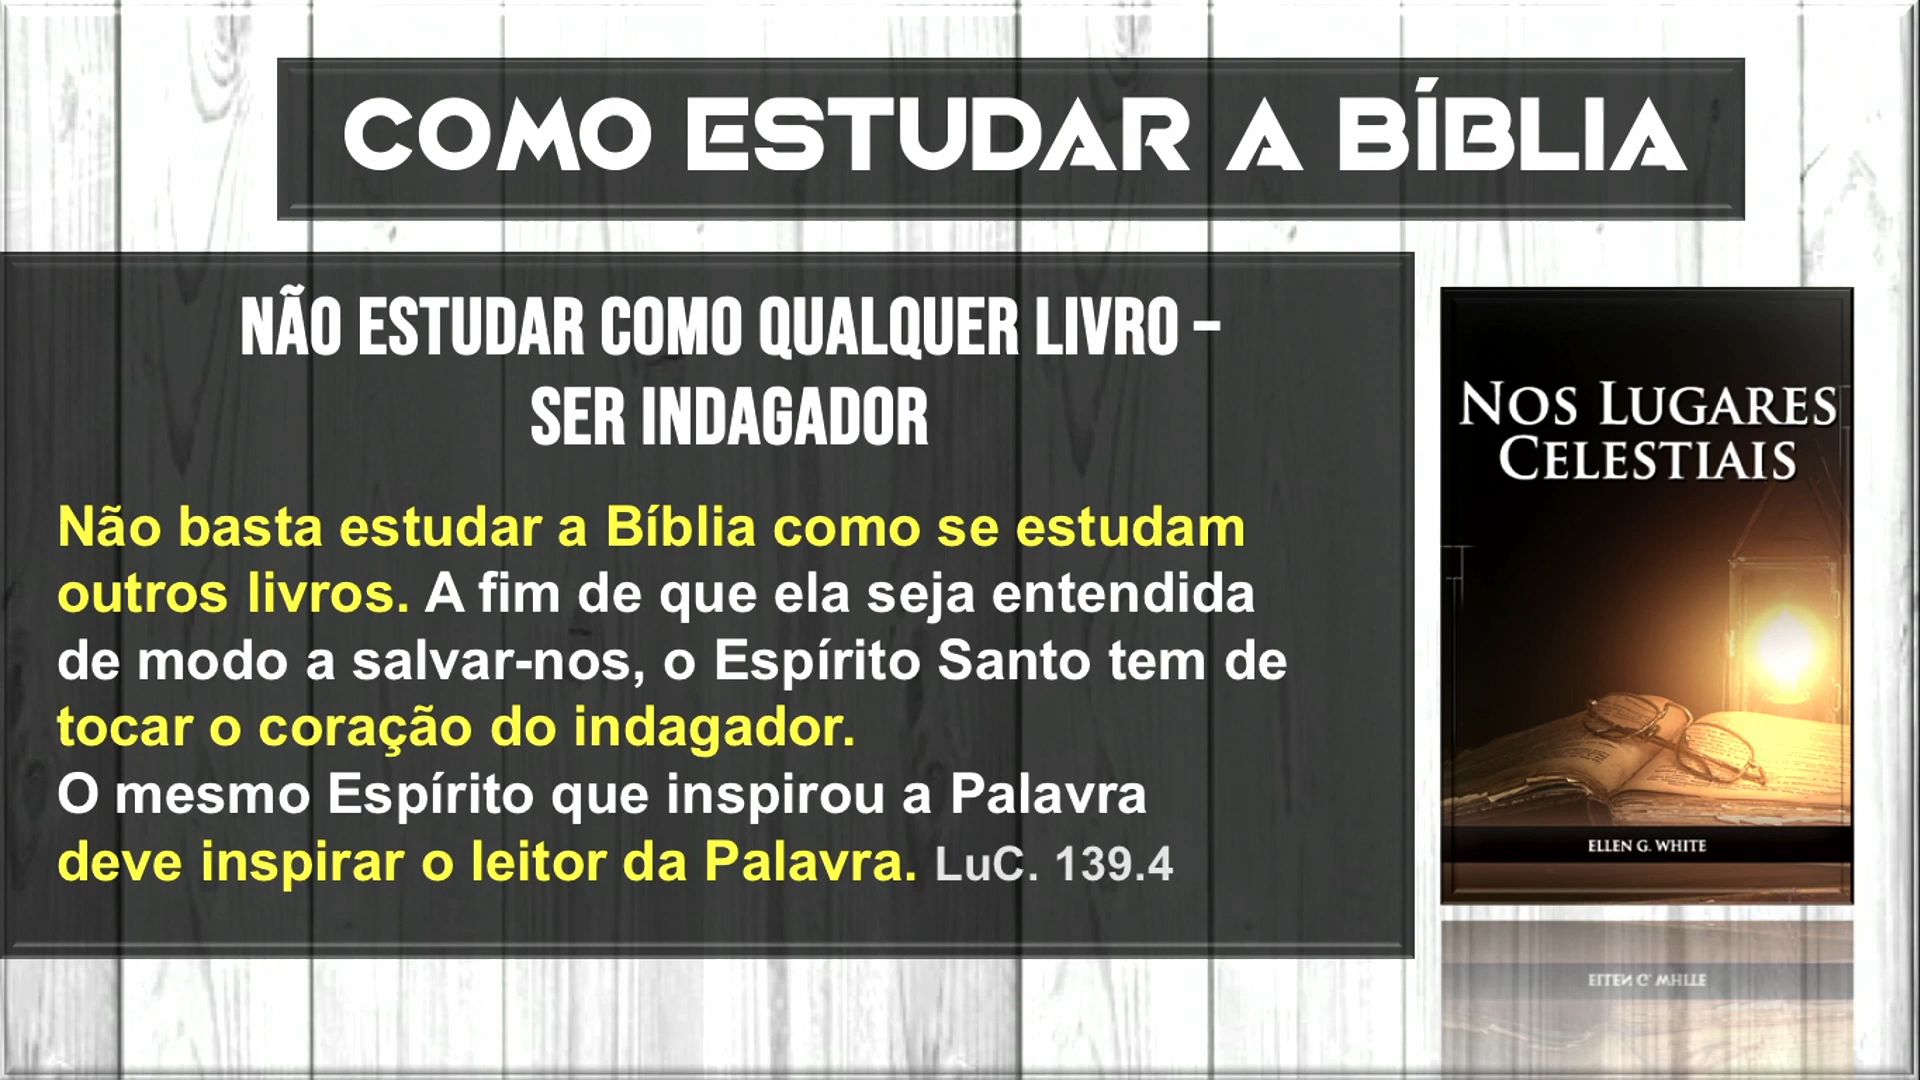 COMO ESTUDAR A BÍBLIA
NÃO ESTUDAR COMO QUALQUER LIVRO –
SER INDAGADOR
Não basta estudar a Bíblia como se estudam
outros livros. A fim de que ela seja entendida
de modo a salvar-nos, o Espírito Santo tem de
tocar o coração do indagador.
O mesmo Espírito que inspirou a Palavra
deve inspirar o leitor da Palavra. LuC. 139.4
NOS LUGARES
CELESTIAIS
ELLEN G. WHITE